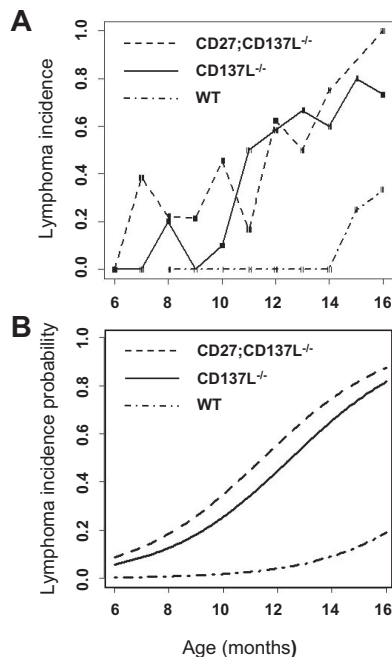 A
CD27;CD137L-/-
CD137L-/-
WT
Lymphoma incidence
1.0
0.8
0.6
0.4
0.2
0.0
6 8 10 12 14 16
B
CD27;CD137L-/-
CD137L-/-
WT
Lymphoma incidence probability
1.0
0.8
0.6
0.4
0.2
0.0
6 8 10 12 14 16
Age (months)